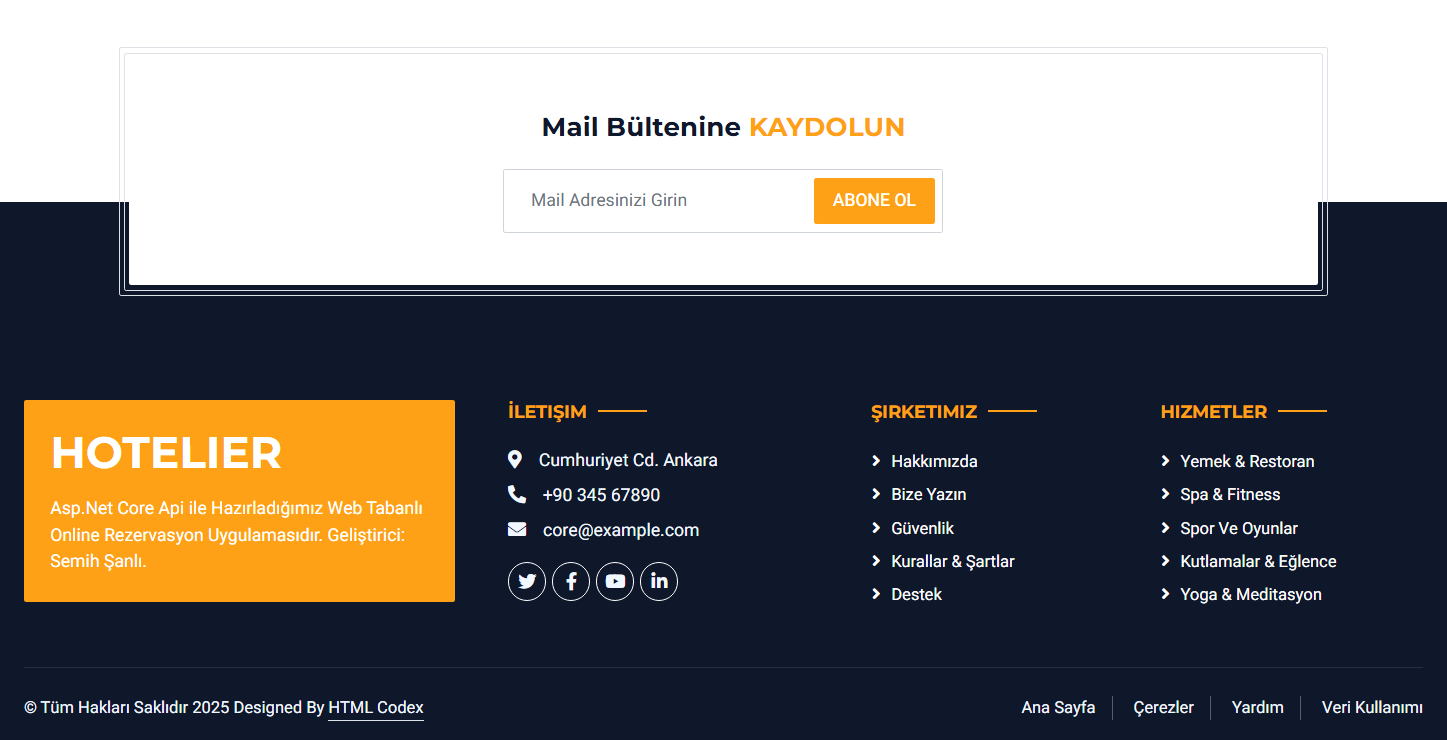 Mail Bültenine KAYDOLUN
Mail Adresinizi Girin
ABONE OL
HOTELIER
Asp.Net Core Api ile Hazırladığımız Web Tabanlı
Online Rezervasyon Uygulamasıdır. Geliştirici:
Semih Şanlı.
İLETIŞIM
Cumhuriyet Cd. Ankara
+90 345 67890
core@example.com
ŞIRKETIMIZ
Hakkımızda
Bize Yazın
Güvenlik
Kurallar & Şartlar
Destek
HIZMETLER
Yemek & Restoran
Spa & Fitness
Spor Ve Oyunlar
Kutlamalar & Eğlence
Yoga & Meditasyon
© Tüm Hakları Saklıdır 2025 Designed By HTML Codex
Ana Sayfa
Çerezler
Yardım
Veri Kullanımı